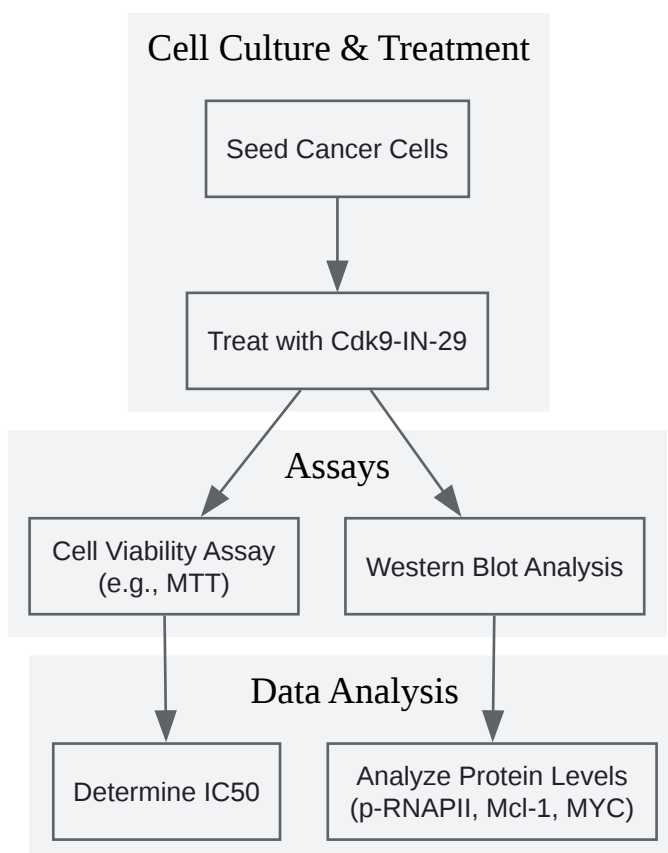 Cell Culture & Treatment
Seed Cancer Cells
Treat with Cdk9-IN-29
Assays
Cell Viability Assay
(e.g., MTT)
Western Blot Analysis
Data Analysis
Determine IC50
Analyze Protein Levels
(p-RNAPII, Mcl-1, MYC)